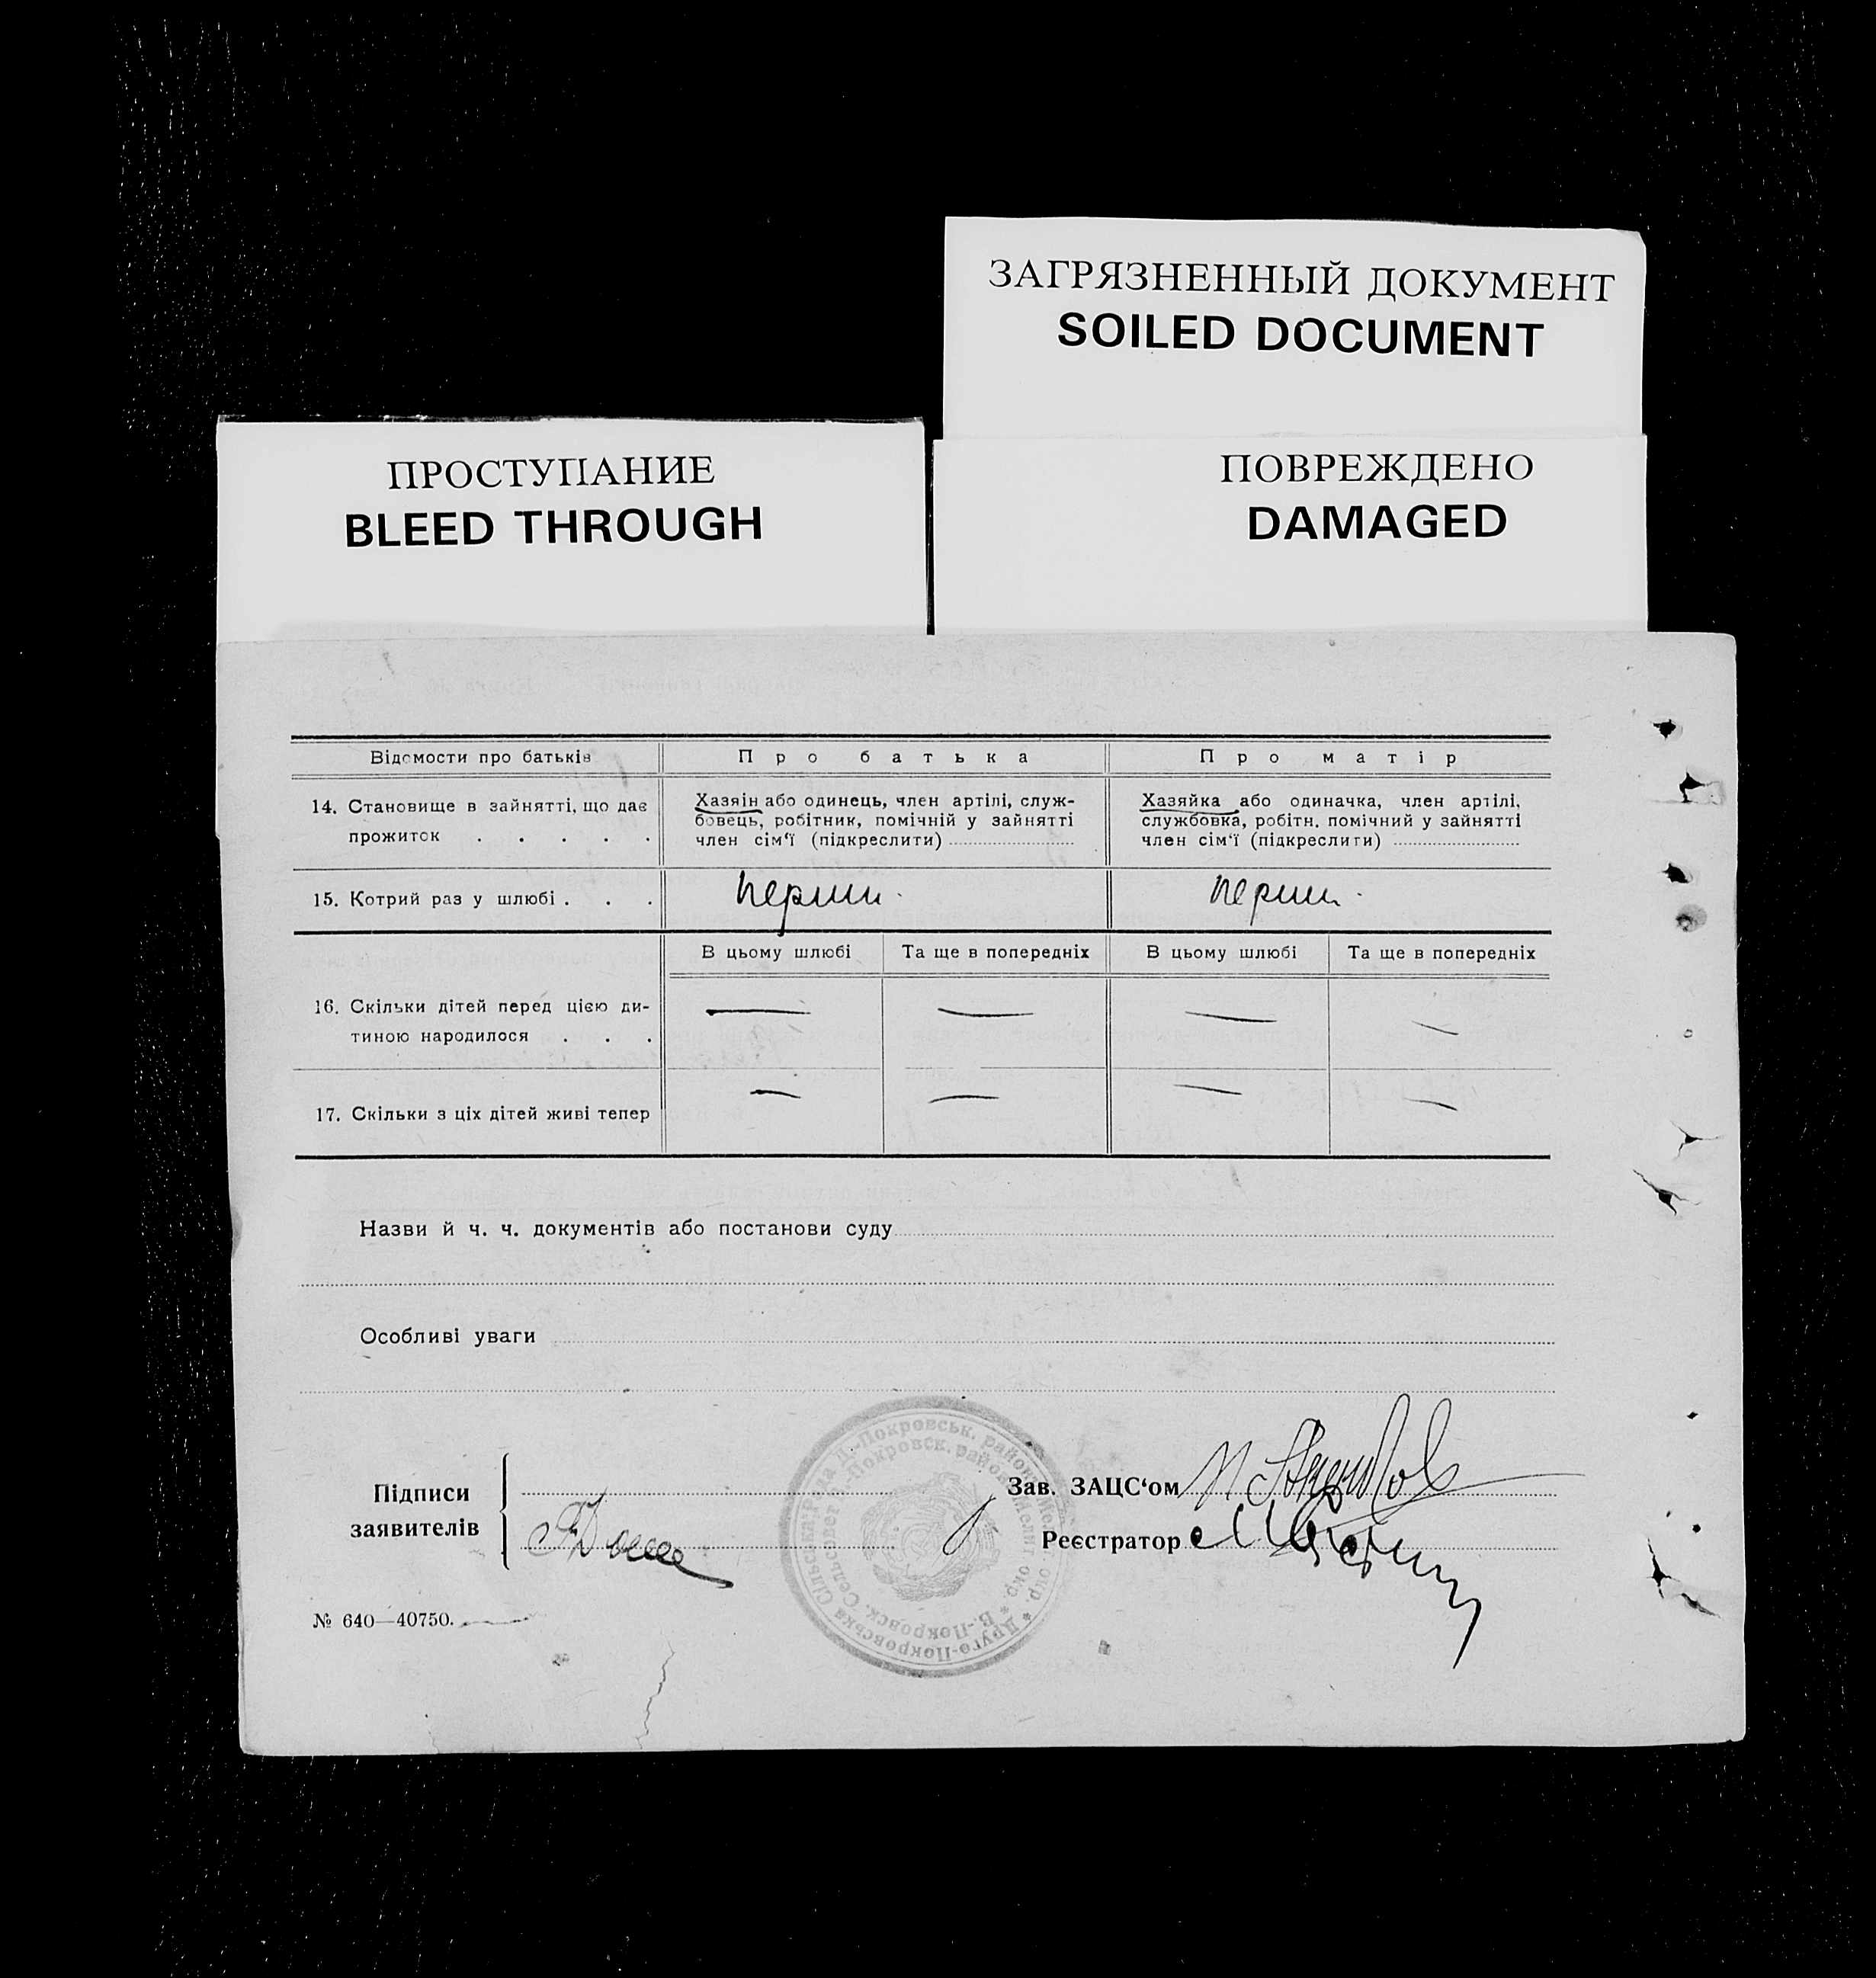 ЗАГРЯЗНЕННЫЙ ДОКУМЕНТ
SOILED DOCUMENT
ПРОСТУПАНИЕ
BLEED THROUGH
ПОВРЕЖДЕНО
DAMAGED
Відомости про батьків
Про батька
Про матір
14. Становище в зайнятті, що дає
прожиток . . . . .
Хазяін або одинець, член артілі, служ-
бовець, робітник, помічній у зайнятті
член сім‘ї (підкреслити)
Хазяйка або одиначка, член артілі,
службовка, робітн. помічний у зайнятті
член сім‘ї (підкреслити)
15. Котрий раз у шлюбі . . .
перший
перший
В цьому шлюбі
Та ще в попередніх
В цьому шлюбі
Та ще в попередніх
16. Скільки дітей перед цією ди-
тиною народилося . . .
— — — —
17. Скільки з ціх дітей живі тепер
— — — —
Назви й ч. ч. документів або постанови суду
Особливі уваги
Підписи
заявителів
Зав. ЗАЦС‘ом
Реєстратор
№ 640—40750.